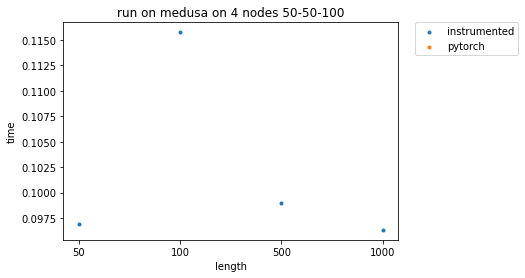 run on medusa on 4 nodes 50-50-100
instrumented
pytorch
0.1150
0.1125
0.1100
0.1075
0.1050
0.1025
0.1000
0.0975
time
50 100 500 1000
length